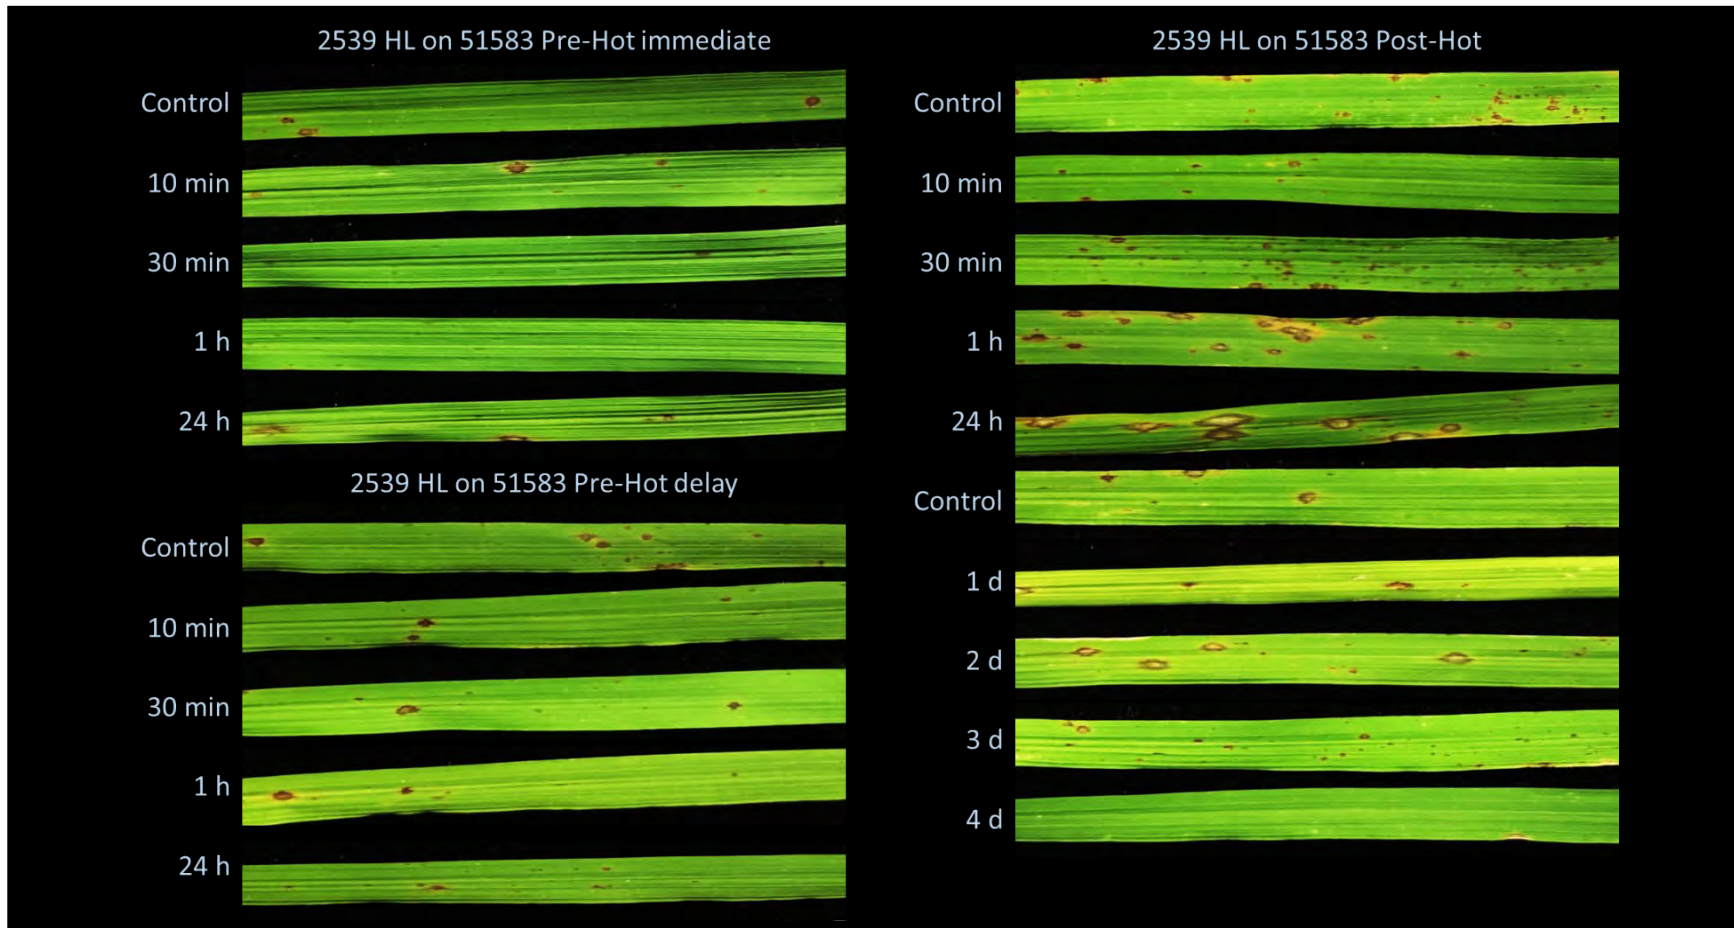 2539 HL on 51583 Pre-Hot immediate
Control
10 min
30 min
1 h
24 h
2539 HL on 51583 Pre-Hot delay
Control
10 min
30 min
1 h
24 h
2539 HL on 51583 Post-Hot
Control
10 min
30 min
1 h
24 h
Control
1 d
2 d
3 d
4 d